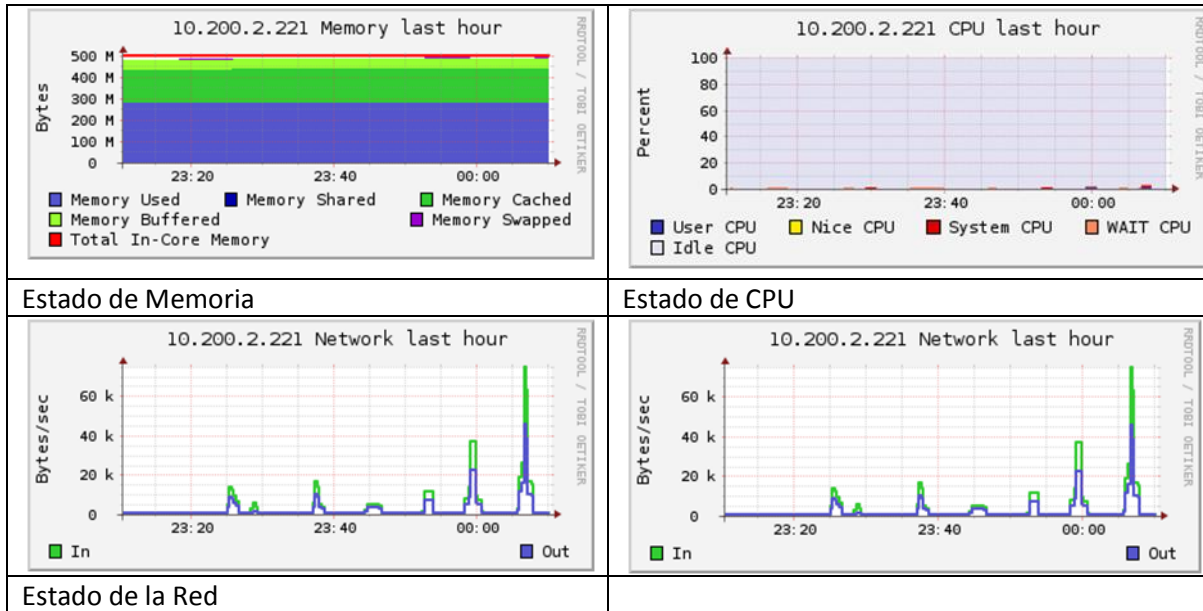 10.200.2.221 Memory last hour
RRDTOOL / TOBI OETIKER
Bytes
500 M
400 M
300 M
200 M
100 M
0
23:20 23:40 00:00
Memory Used Memory Shared Memory Cached
Memory Buffered Memory Swapped
Total In-Core Memory
10.200.2.221 CPU last hour
RRDTOOL / TOBI OETIKER
Percent
100
80
60
40
20
0
23:20 23:40 00:00
User CPU Nice CPU System CPU WAIT CPU
Idle CPU
Estado de Memoria
Estado de CPU
10.200.2.221 Network last hour
RRDTOOL / TOBI OETIKER
Bytes/sec
60 k
40 k
20 k
0
23:20 23:40 00:00
In Out
10.200.2.221 Network last hour
RRDTOOL / TOBI OETIKER
Bytes/sec
60 k
40 k
20 k
0
23:20 23:40 00:00
In Out
Estado de la Red